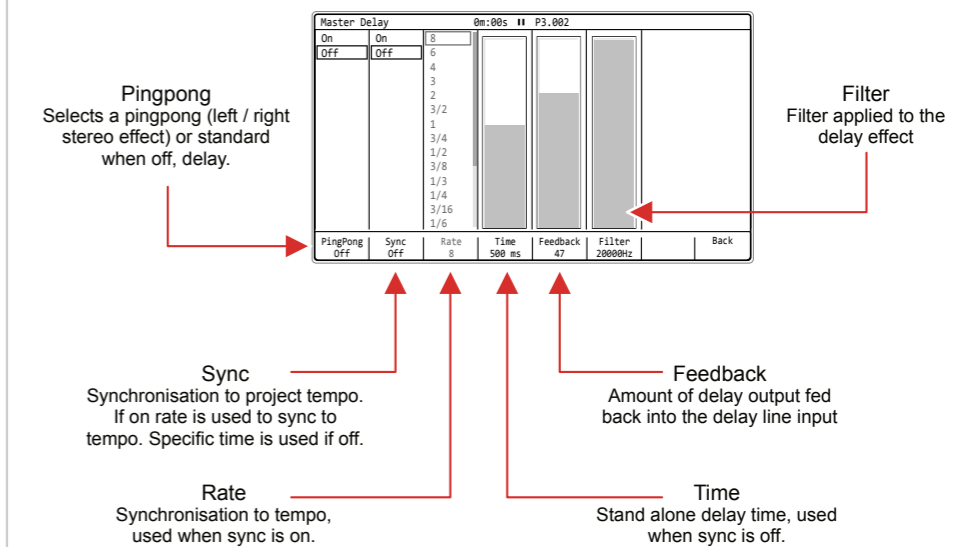 Master Delay 0m:00s II P3.002
On On 8
Off Off 6
4
3
2
3/2
1
3/4
1/2
3/8
1/3
1/4
3/16
1/6
PingPong Sync Rate Time Feedback Filter Back
Off Off 8 500 ms 47 20000Hz
Pingpong
Selects a pingpong (left / right
stereo effect) or standard
when off, delay.
Filter
Filter applied to the
delay effect
Sync
Synchronisation to project tempo.
If on rate is used to sync to
tempo. Specific time is used if off.
Feedback
Amount of delay output fed
back into the delay line input
Rate
Synchronisation to tempo,
used when sync is on.
Time
Stand alone delay time, used
when sync is off.